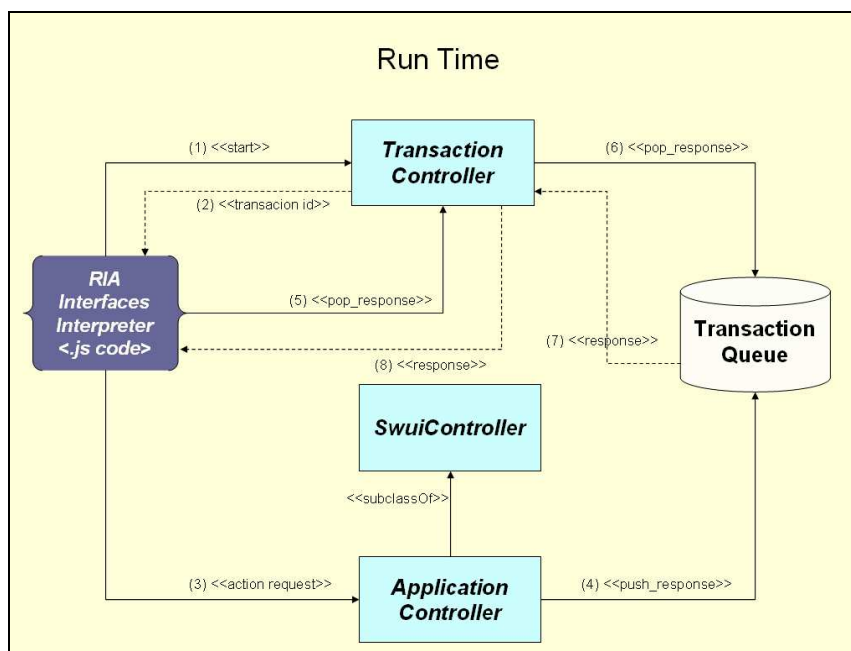 Run Time
(1) <<start>>
Transaction
Controller
(6) <<pop_response>>
(2) <<transacion id>>
RIA
Interfaces
Interpreter
<.js code>
(5) <<pop_response>>
(7) <<response>>
Transaction
Queue
(8) <<response>>
SwuiController
<<subclassOf>>
(3) <<action request>>
Application
Controller
(4) <<push_response>>